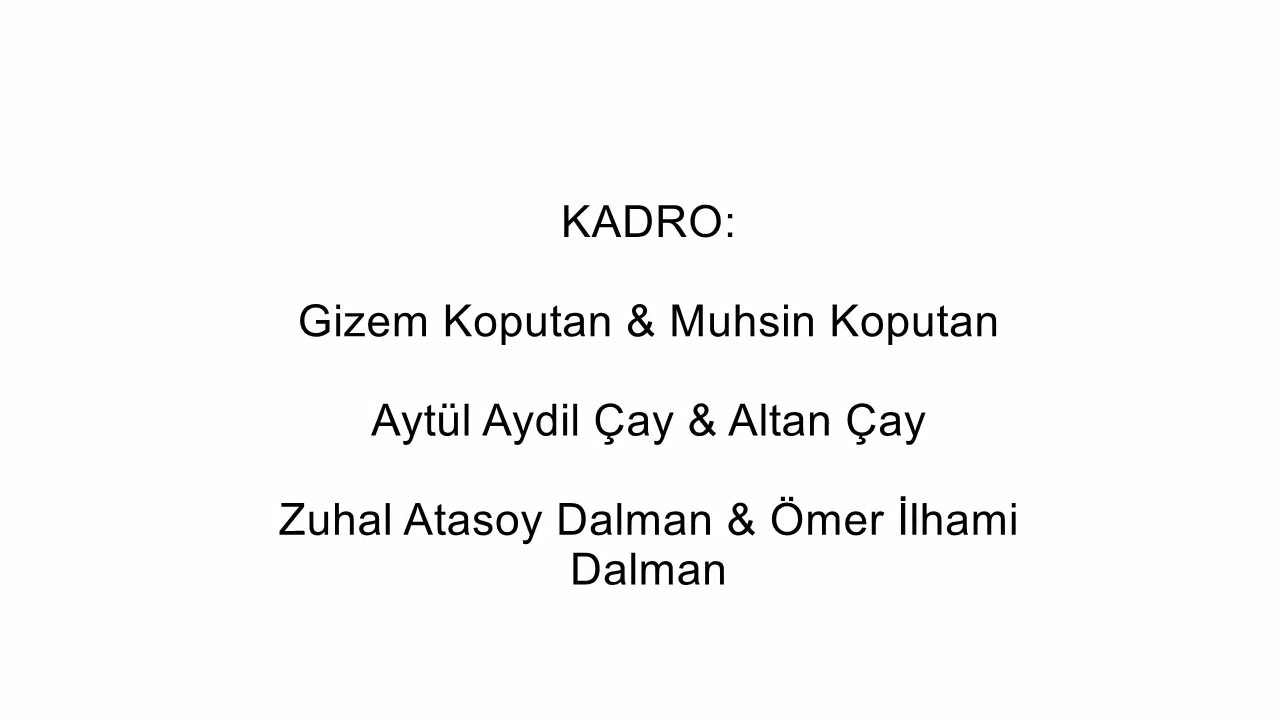 KADRO:
Gizem Koputan & Muhsin Koputan
Aytül Aydil Çay & Altan Çay
Zuhal Atasoy Dalman & Ömer İlhami
Dalman